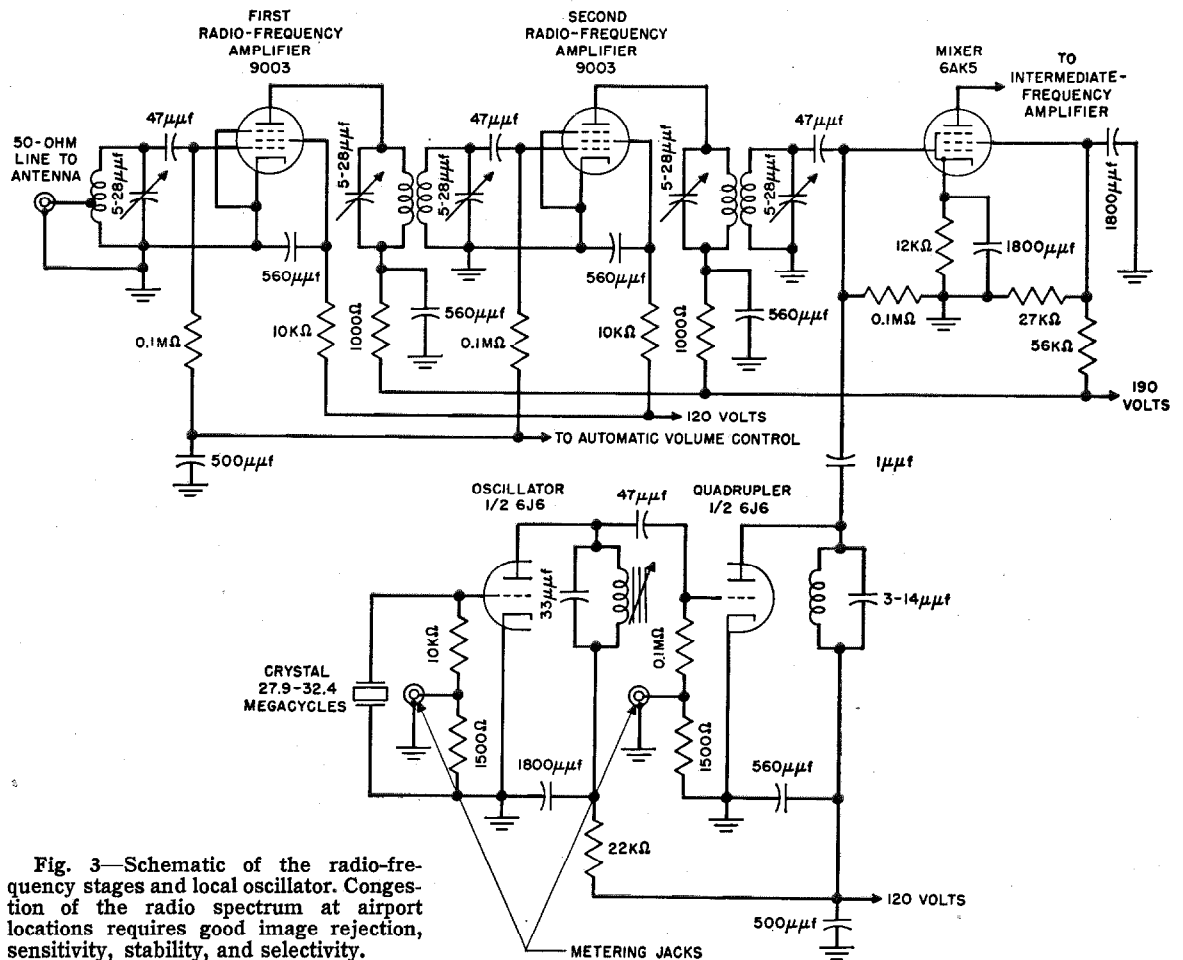 FIRST
RADIO-FREQUENCY
AMPLIFIER
9003
SECOND
RADIO-FREQUENCY
AMPLIFIER
9003
MIXER
6AK5
TO
INTERMEDIATE-
FREQUENCY
AMPLIFIER
50-OHM
LINE TO
ANTENNA
5-28µµf
47µµf
560µµf
0.1MΩ
10KΩ
5-28µµf
5-28µµf
47µµf
1000Ω
560µµf
0.1MΩ
560µµf
10KΩ
5-28µµf
5-28µµf
47µµf
1000Ω
560µµf
12KΩ
1800µµf
1800µµf
0.1MΩ
27KΩ
56KΩ
190
VOLTS
120 VOLTS
TO AUTOMATIC VOLUME CONTROL
500µµf
1µµf
OSCILLATOR
1/2 6J6
47µµf
QUADRUPLER
1/2 6J6
33µµf
3-14µµf
10KΩ
0.1MΩ
CRYSTAL
27.9-32.4
MEGACYCLES
1500Ω
1500Ω
1800µµf
560µµf
22KΩ
120 VOLTS
500µµf
METERING JACKS
Fig. 3—Schematic of the radio-fre-
quency stages and local oscillator. Conges-
tion of the radio spectrum at airport
locations requires good image rejection,
sensitivity, stability, and selectivity.